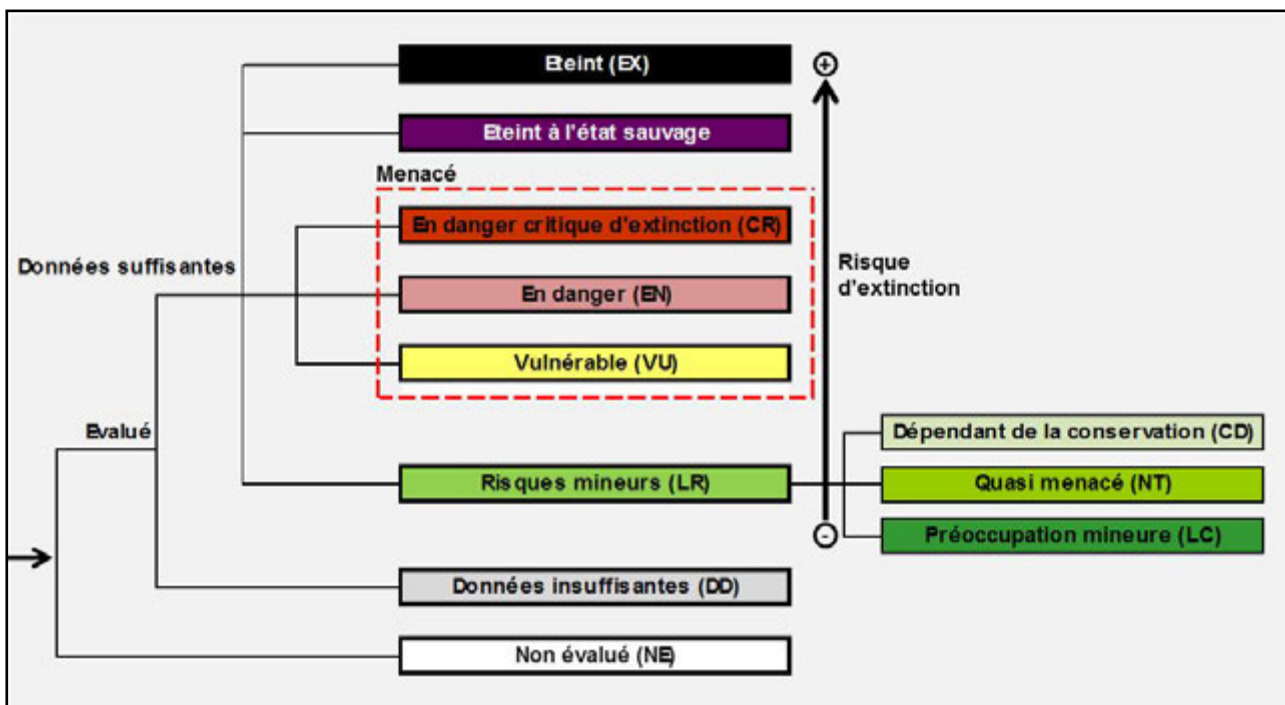 Eteint (EX)
+
Eteint à l'état sauvage
Menacé
En danger critique d'extinction (CR)
Données suffisantes
Risque
d'extinction
En danger (EN)
Vulnérable (VU)
Evalué
Dépendant de la conservation (CD)
Risques mineurs (LR)
Quasi menacé (NT)
-
Préoccupation mineure (LC)
Données insuffisantes (DD)
Non évalué (NE)